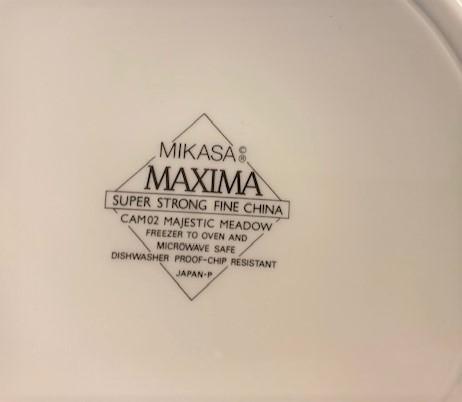 MIKASA ©®
MAXIMA
SUPER STRONG FINE CHINA
CAM02 MAJESTIC MEADOW
FREEZER TO OVEN AND
MICROWAVE SAFE
DISHWASHER PROOF-CHIP RESISTANT
JAPAN-P